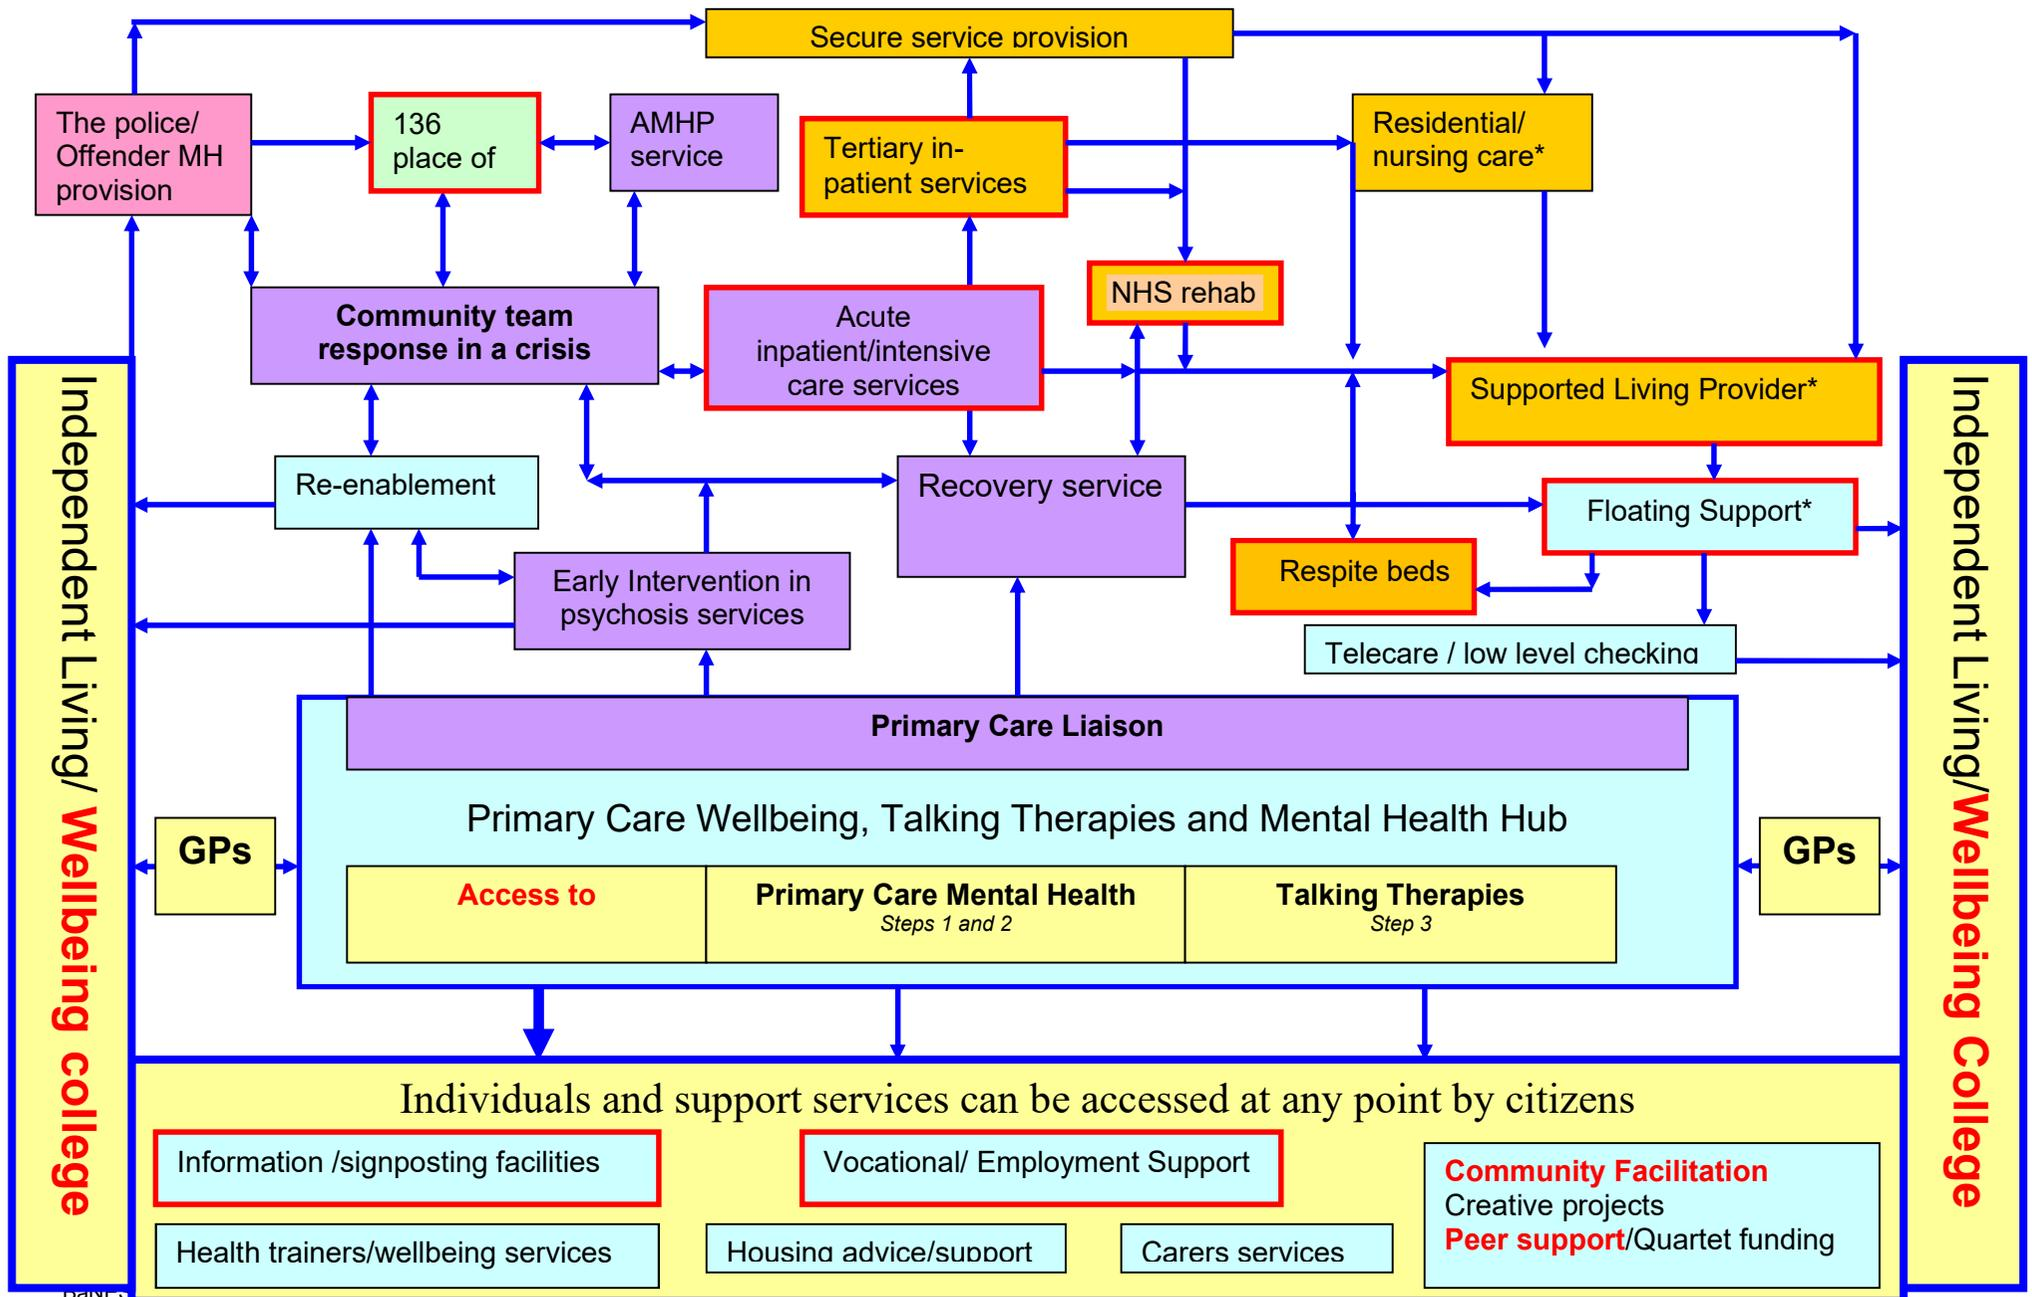 Secure service provision
The police/
Offender MH
provision
136
place of
AMHP
service
Tertiary in-
patient services
Residential/
nursing care*
NHS rehab
Community team
response in a crisis
Acute
inpatient/intensive
care services
Supported Living Provider*
Re-enablement
Recovery service
Floating Support*
Early Intervention in
psychosis services
Respite beds
Telecare / low level checking
Independent Living/ Wellbeing college
Independent Living/Wellbeing College
Primary Care Liaison
Primary Care Wellbeing, Talking Therapies and Mental Health Hub
GPs
GPs
Access to
Primary Care Mental Health
Steps 1 and 2
Talking Therapies
Step 3
Individuals and support services can be accessed at any point by citizens
Information /signposting facilities
Vocational/ Employment Support
Community Facilitation
Creative projects
Peer support/Quartet funding
Health trainers/wellbeing services
Housing advice/support
Carers services